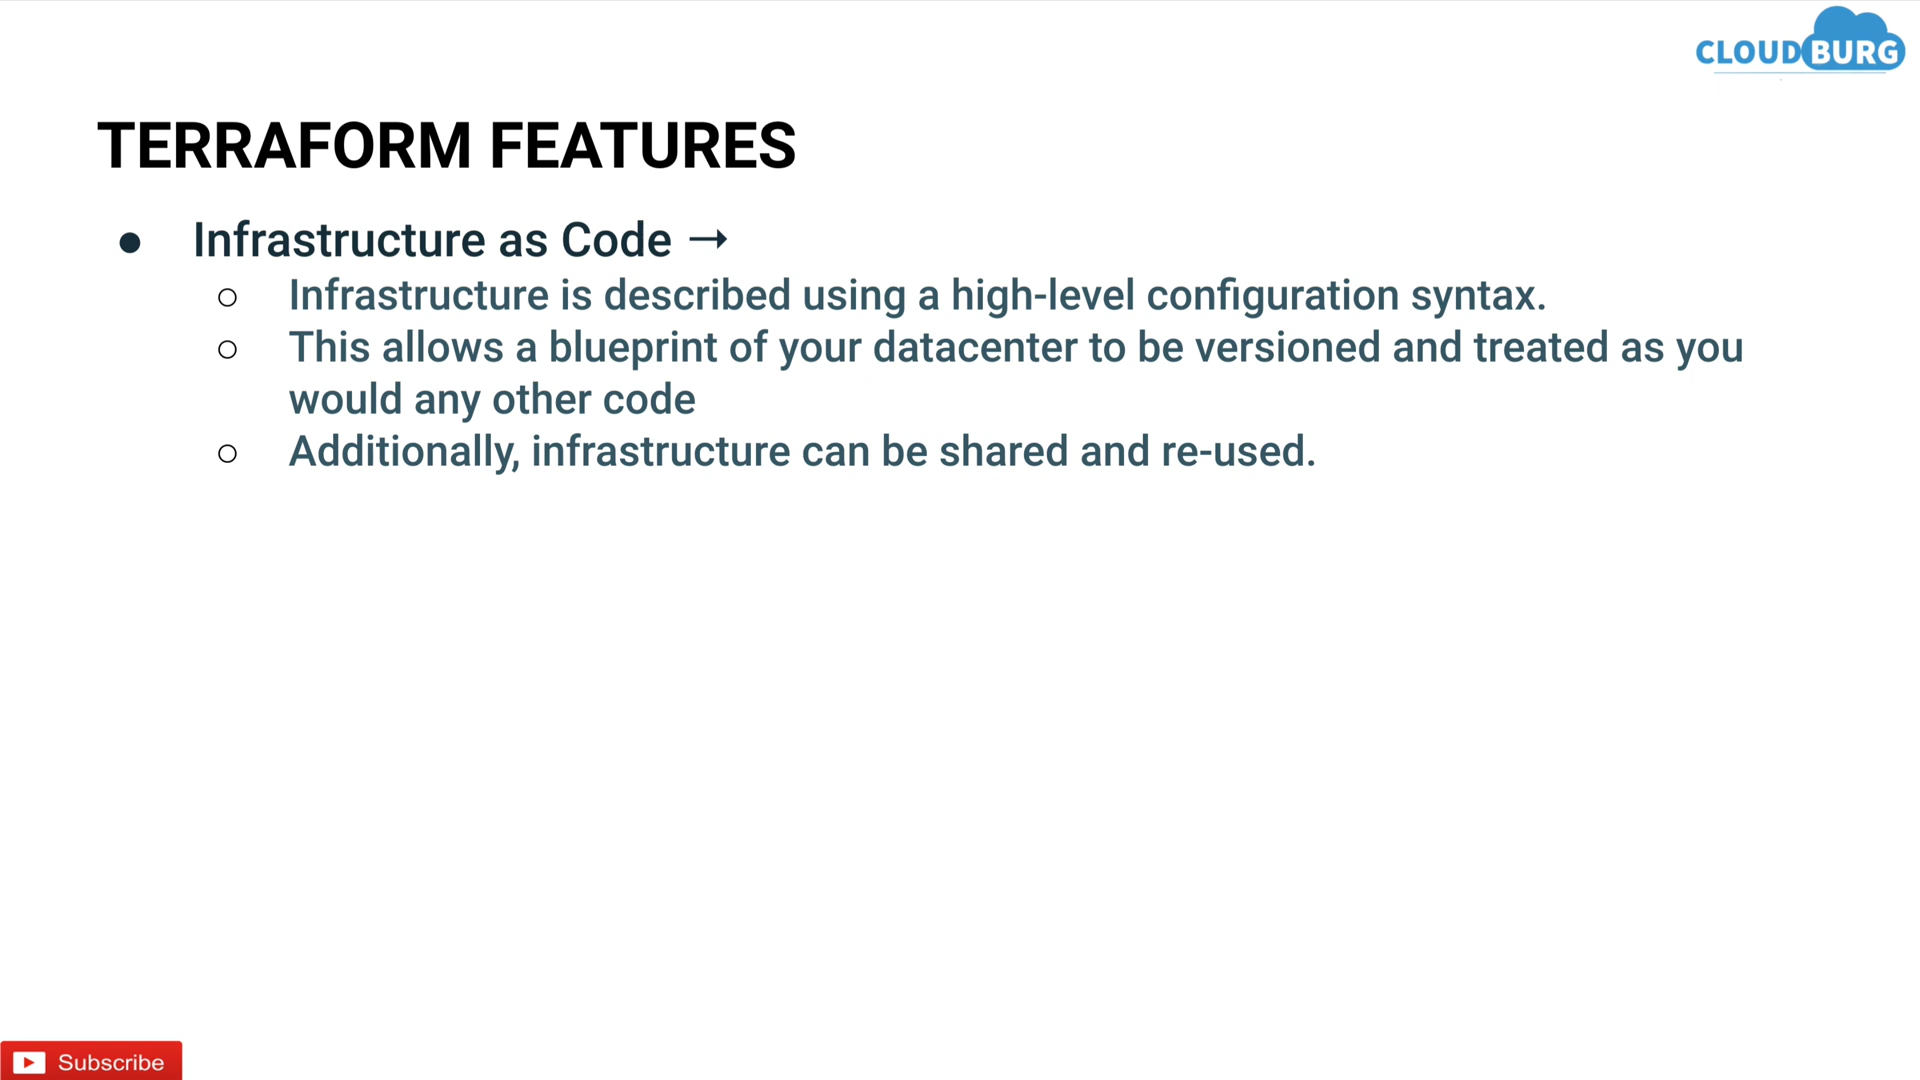 CLOUDBURG
TERRAFORM FEATURES
● Infrastructure as Code →
○ Infrastructure is described using a high-level configuration syntax.
○ This allows a blueprint of your datacenter to be versioned and treated as you
would any other code
○ Additionally, infrastructure can be shared and re-used.
Subscribe